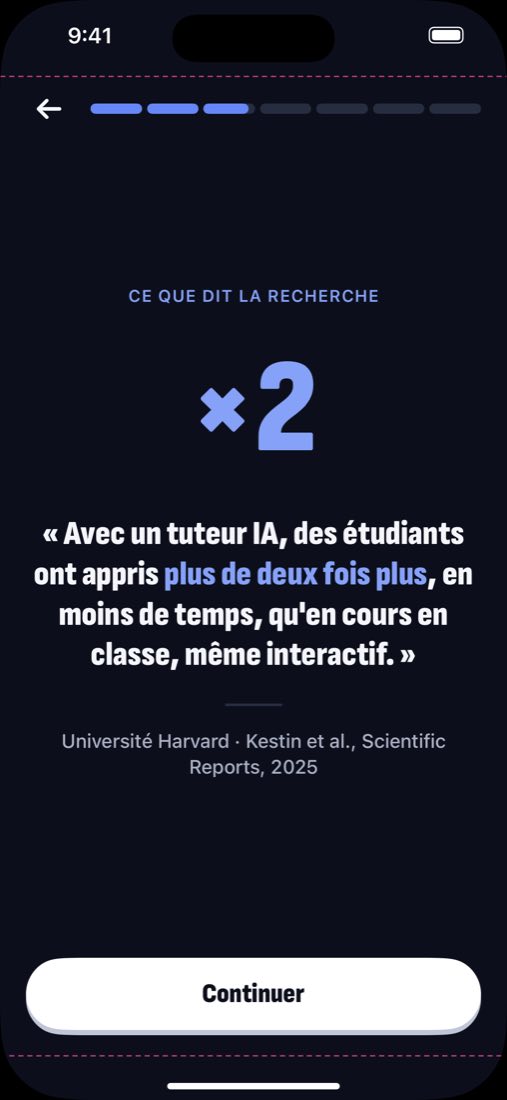 9:41
CE QUE DIT LA RECHERCHE
×2
« Avec un tuteur IA, des étudiants
ont appris plus de deux fois plus, en
moins de temps, qu'en cours en
classe, même interactif. »
Université Harvard · Kestin et al., Scientific
Reports, 2025
Continuer